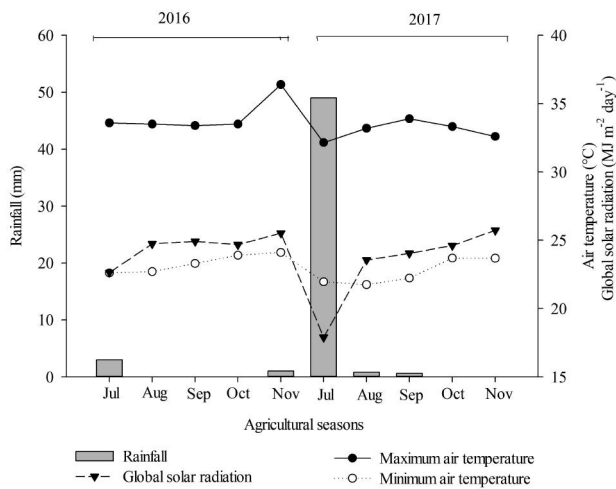 2016 2017
60 40
50 35
40
30 25
20 20
10
0 15
Rainfall (mm)
Air temperature (°C)
Global solar radiation (MJ m⁻² day⁻¹)
30
Jul Aug Sep Oct Nov Jul Aug Sep Oct Nov
Agricultural seasons
Rainfall Maximum air temperature
Global solar radiation Minimum air temperature